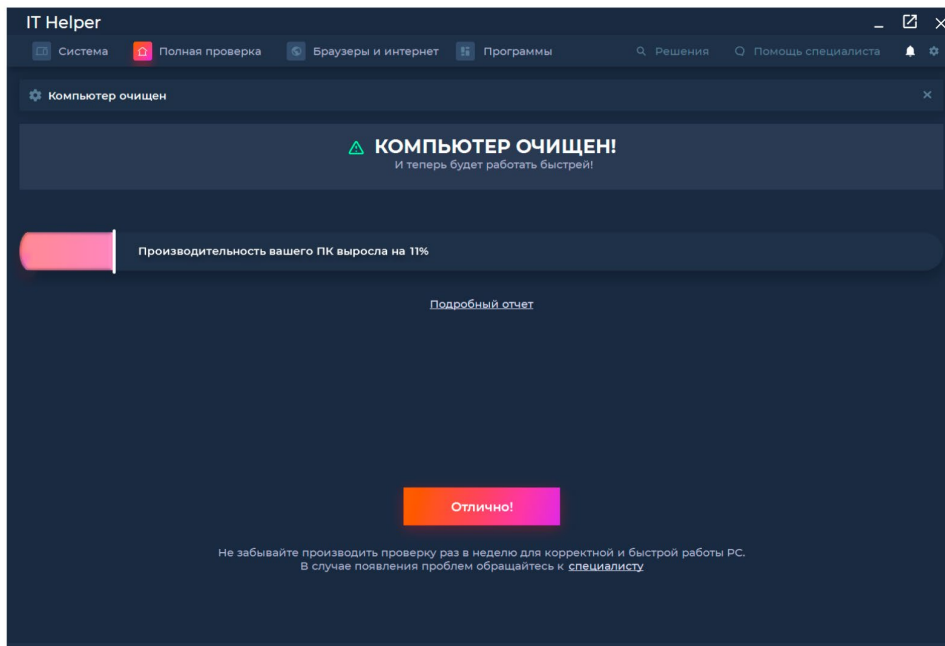 IT Helper
Система Полная проверка Браузеры и интернет Программы Решения Помощь специалиста
Компьютер очищен
КОМПЬЮТЕР ОЧИЩЕН!
И теперь будет работать быстрей!
Производительность вашего ПК выросла на 11%
Подробный отчет
Отлично!
Не забывайте производить проверку раз в неделю для корректной и быстрой работы РС.
В случае появления проблем обращайтесь к специалисту